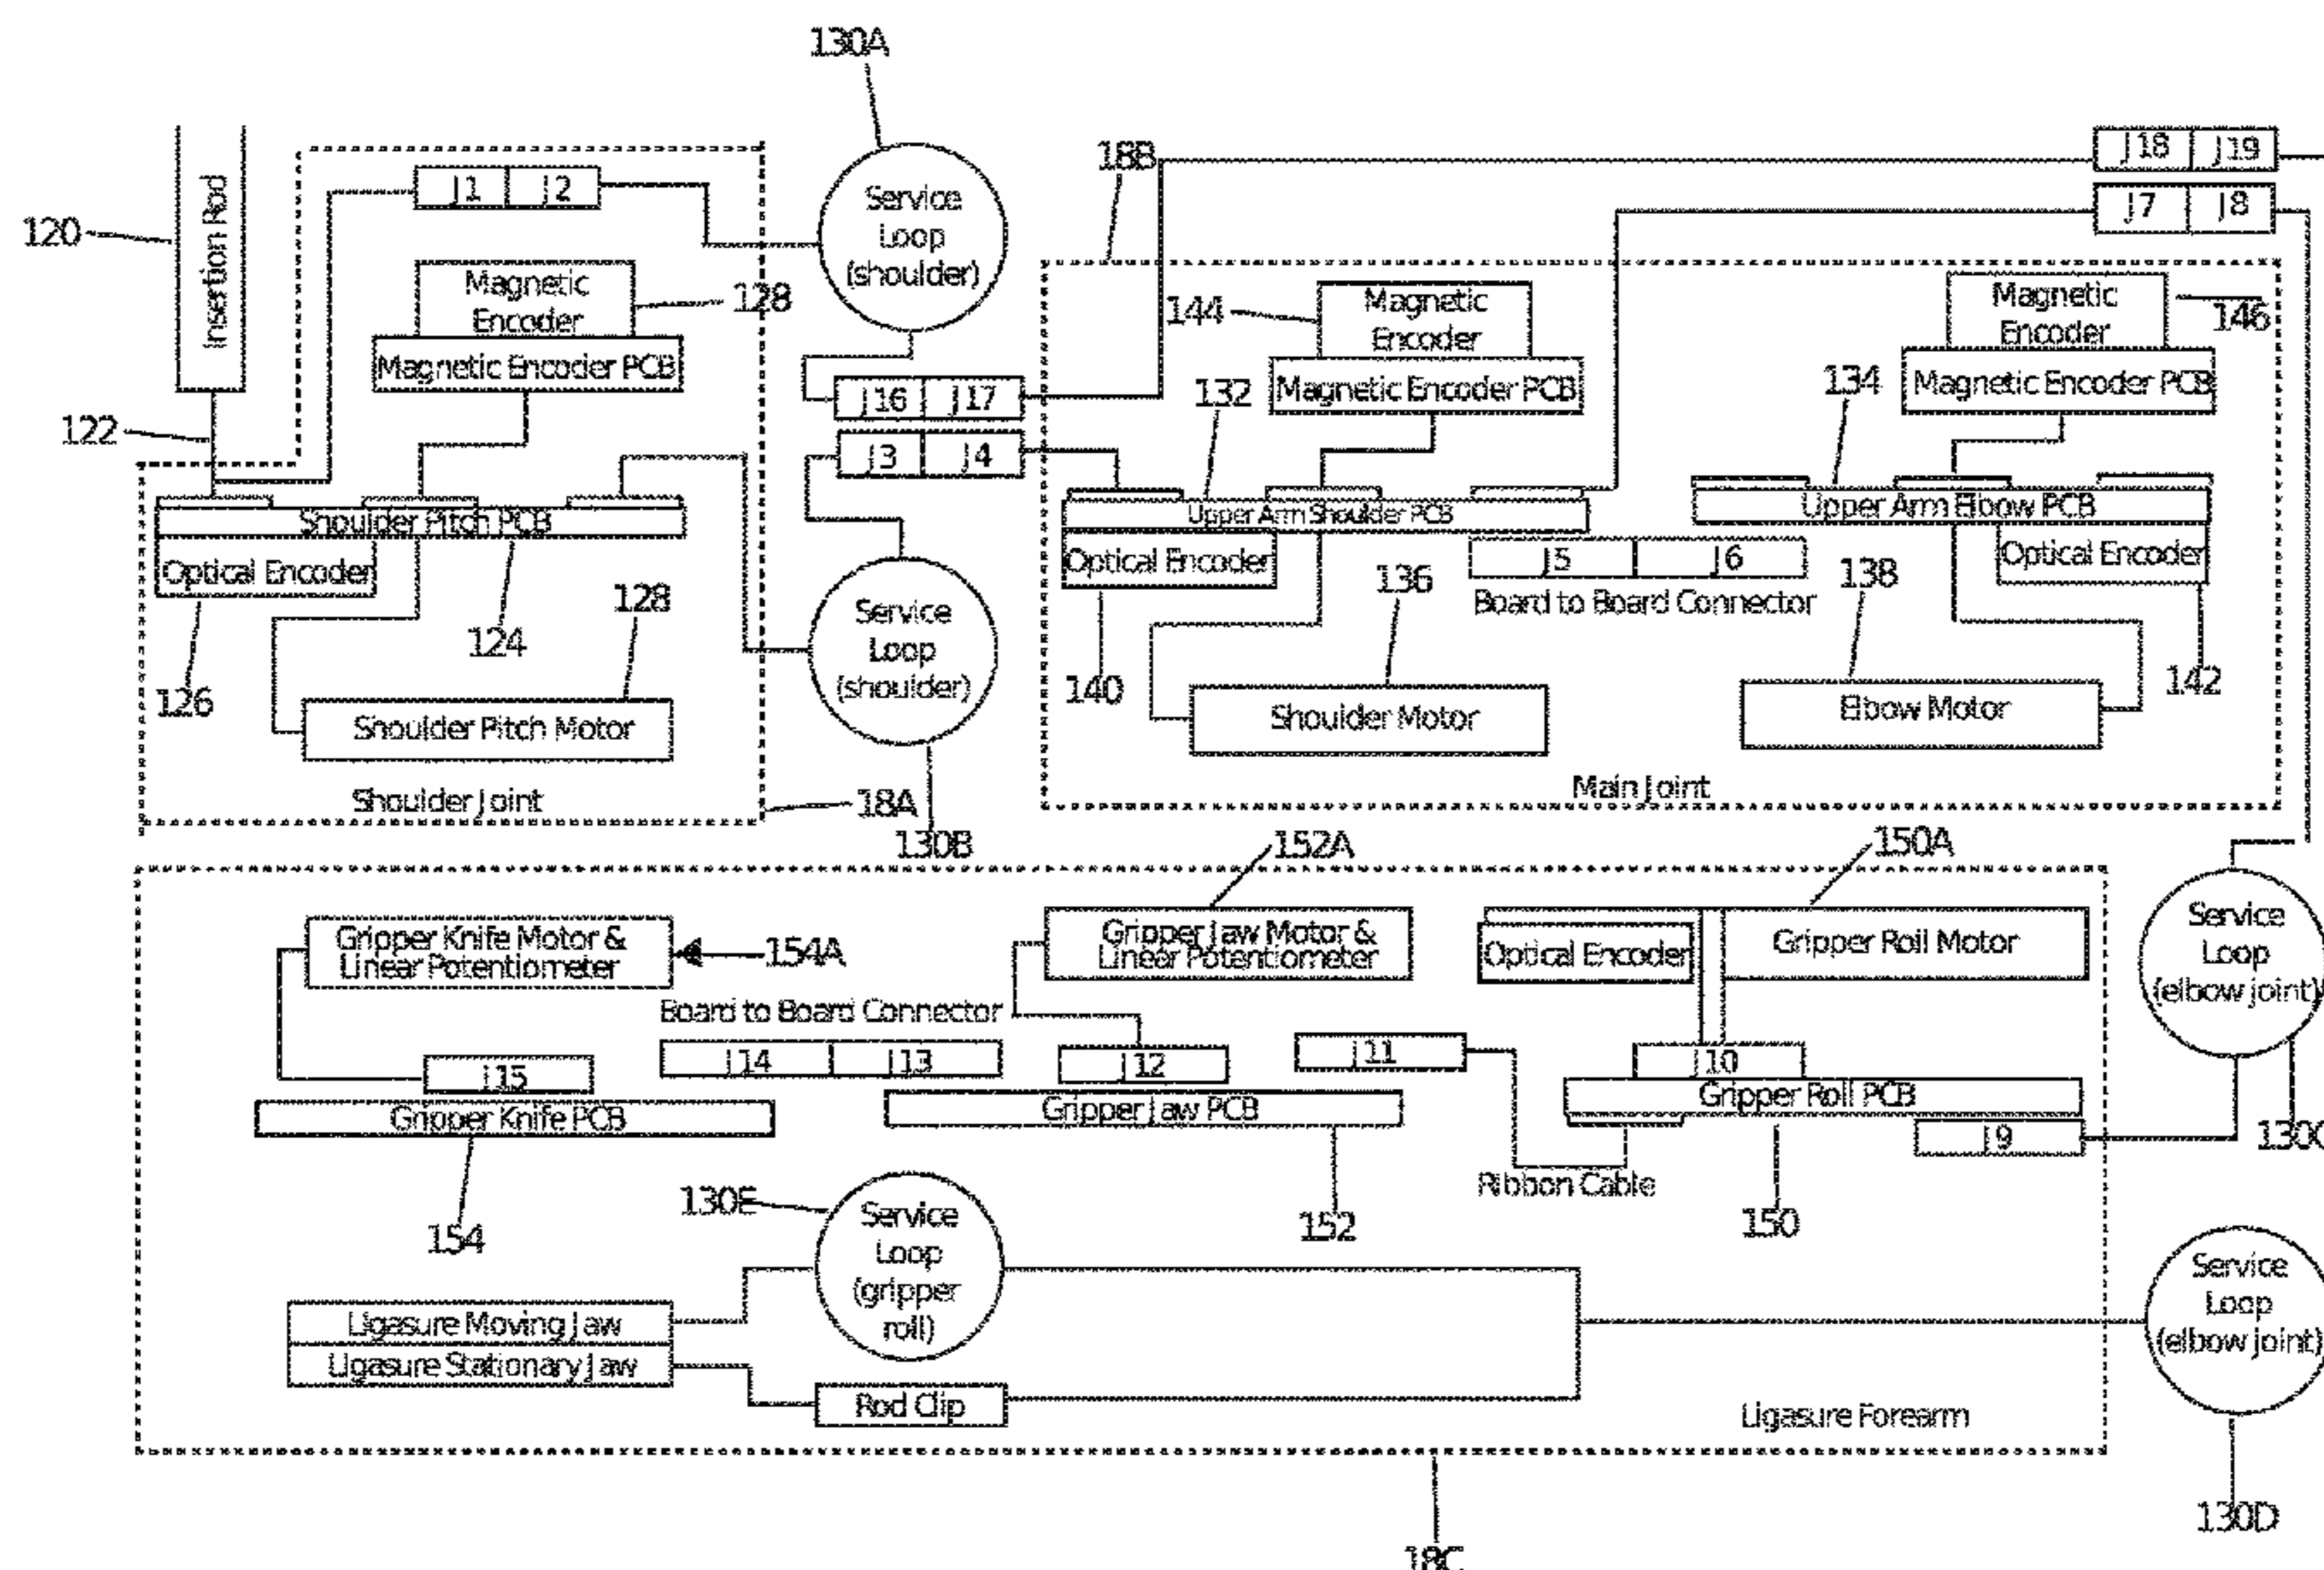 130A
18B
J18 J19
J1 J2
Service
Loop
(shoulder)
J7 J8
120
Insertion Rod
Magnetic
Encoder
128
Magnetic Encoder PCB
144
Magnetic
Encoder
Magnetic Encoder PCB
Magnetic
Encoder
146
Magnetic Encoder PCB
122
J16 J17
132
134
J3 J4
Shoulder Pitch PCB
Upper Arm Shoulder PCB
Upper Arm Elbow PCB
Optical Encoder
Optical Encoder
J5 J6
Optical Encoder
Board to Board Connector
124
128
Service
Loop
(shoulder)
136
138
126
140
142
Shoulder Pitch Motor
Shoulder Motor
Elbow Motor
Shoulder Joint
18A
Main Joint
130B
152A
150A
Gripper Knife Motor &
Linear Potentiometer
154A
Gripper Jaw Motor &
Linear Potentiometer
Optical Encoder
Gripper Roll Motor
Service
Loop
(elbow joint)
Board to Board Connector
J15
J14 J13
J12
J11
J10
Gripper Knife PCB
Gripper Jaw PCB
Gripper Roll PCB
J9
130C
Ribbon Cable
154
130E
Service
Loop
(gripper
roll)
152
150
Service
Loop
(elbow joint)
Ligasure Moving Jaw
Ligasure Stationary Jaw
Rod Clip
Ligasure Forearm
130D
18C